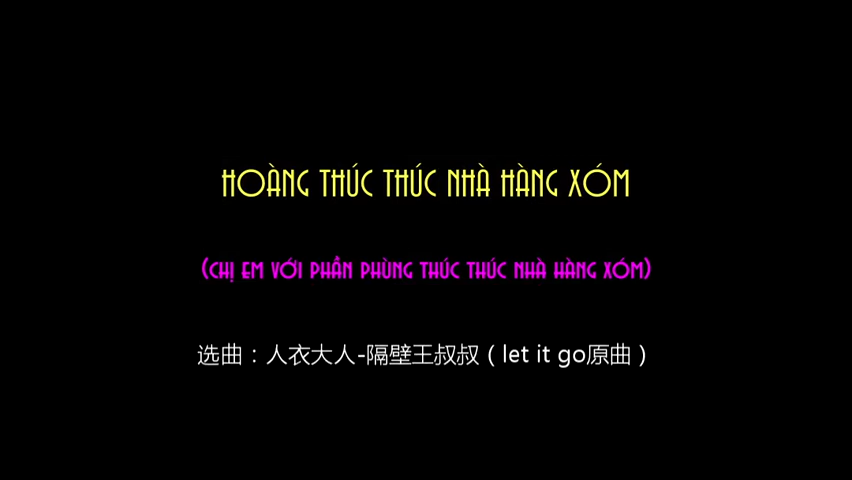 HOÀNG THÚC THÚC NHÀ HÀNG XÓM
(CHỊ EM VỚI PHẦN PHÙNG THÚC THÚC NHÀ HÀNG XÓM)
选曲：人衣大人-隔壁王叔叔（let it go原曲）